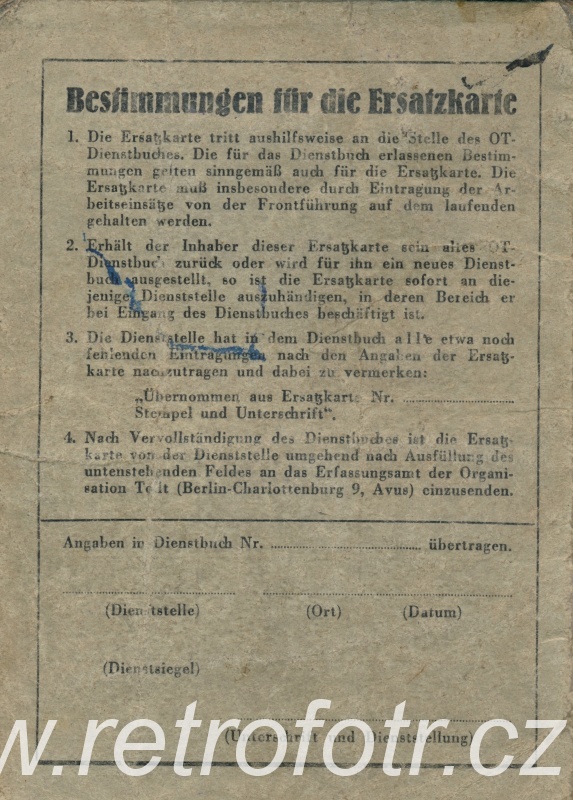 Bestimmungen für die Ersatzkarte
1. Die Ersatzkarte tritt aushilfsweise an die Stelle des OT-
Dienstbuches. Die für das Dienstbuch erlassenen Bestim-
mungen gelten sinngemäß auch für die Ersatzkarte. Die
Ersatzkarte muß insbesondere durch Eintragung der Ar-
beitseinsätze von der Frontführung auf dem laufenden
gehalten werden.
2. Erhält der Inhaber dieser Ersatzkarte sein altes OT-
Dienstbuch zurück oder wird für ihn ein neues Dienst-
buch ausgestellt, so ist die Ersatzkarte sofort an die-
jenige Dienststelle auszuhändigen, in deren Bereich er
bei Eingang des Dienstbuches beschäftigt ist.
3. Die Dienststelle hat in dem Dienstbuch alle etwa noch
fehlenden Eintragungen nach den Angaben der Ersatz-
karte nachzutragen und dabei zu vermerken:
„Übernommen aus Ersatzkarte Nr. ....................
Stempel und Unterschrift“.
4. Nach Vervollständigung des Dienstbuches ist die Ersatz-
karte von der Dienststelle umgehend nach Ausfüllung des
untenstehenden Feldes an das Erfassungsamt der Organi-
sation Todt (Berlin-Charlottenburg 9, Avus) einzusenden.
Angaben in Dienstbuch Nr. .............................. übertragen.
(Dienststelle) (Ort) (Datum)
(Dienstsiegel)
(Unterschrift und Dienststellung)
w.retrofotr.cz